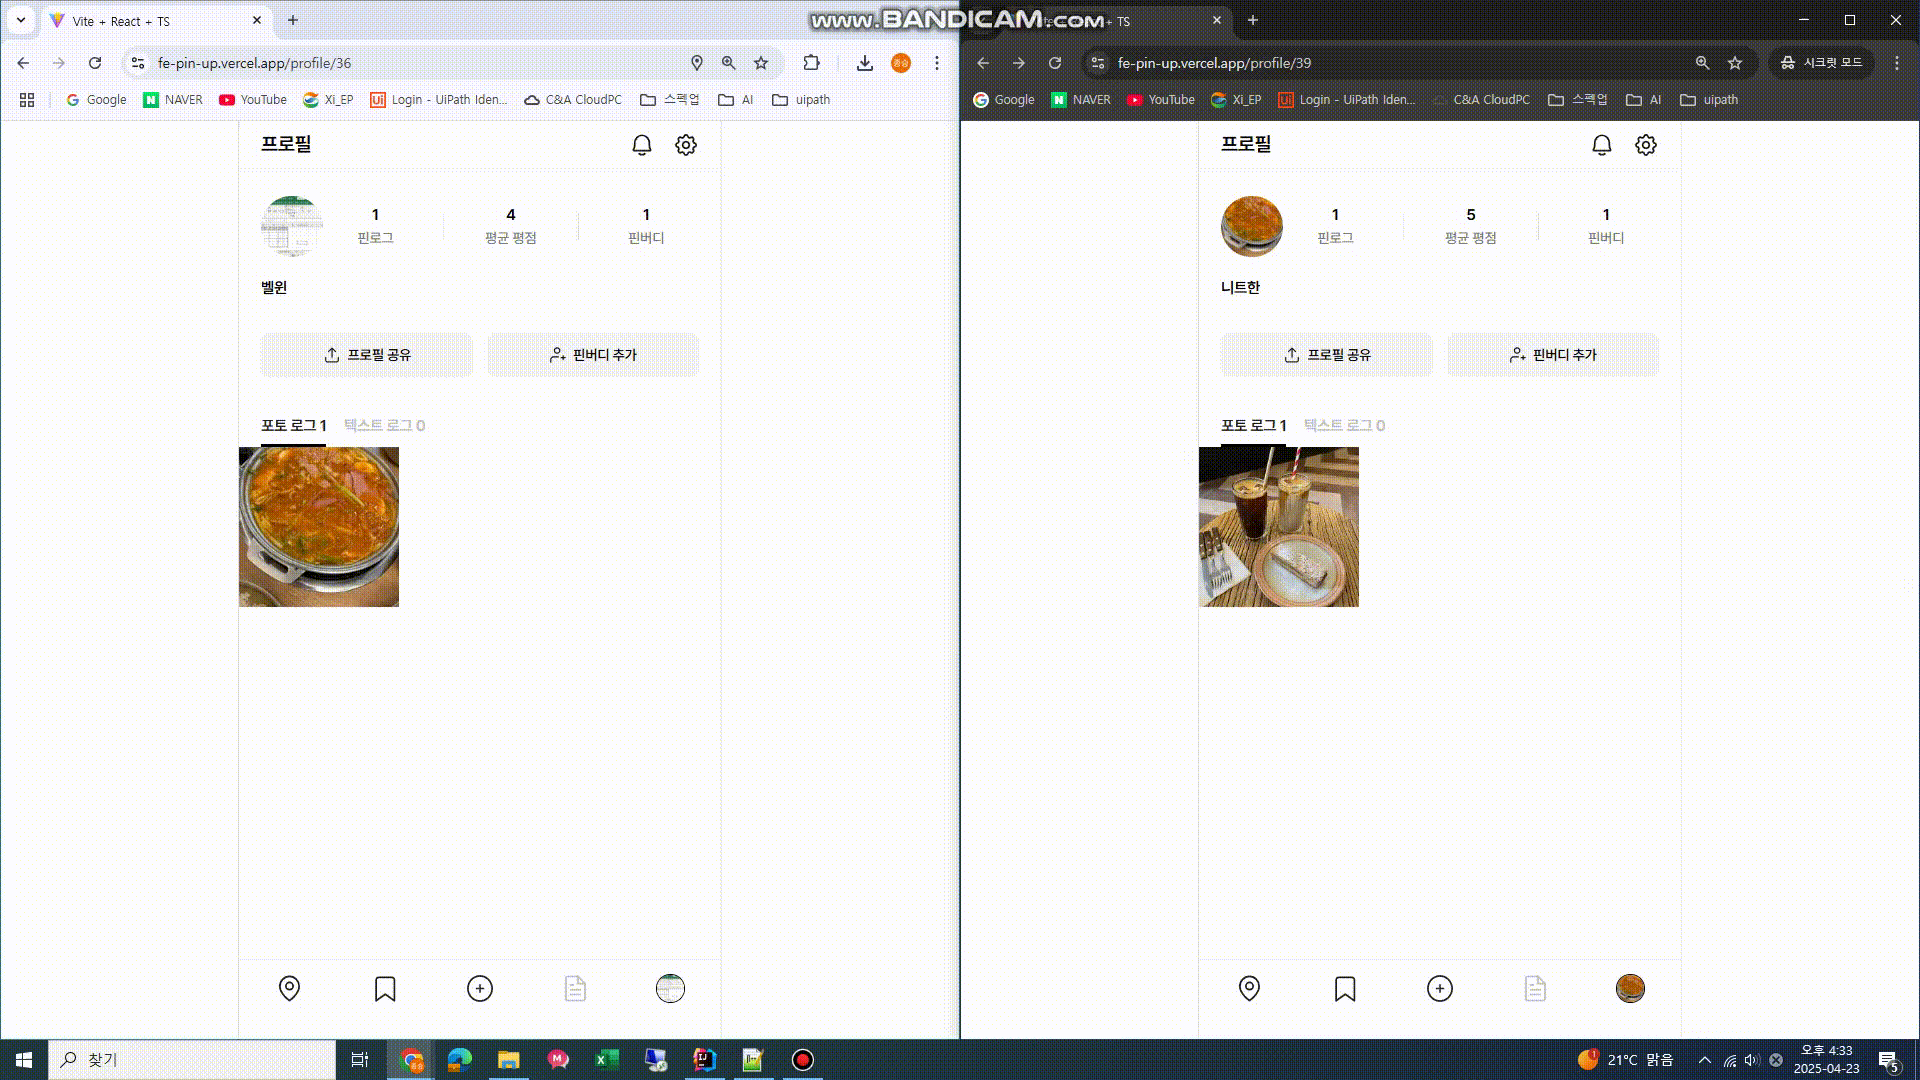 Vite + React + TS
www.BANDICAM.com
+ TS
fe-pin-up.vercel.app/profile/36
종승
Google
NAVER
YouTube
Xi_EP
Login - UiPath Iden...
C&A CloudPC
스펙업
AI
uipath
프로필
1
핀로그
4
평균 평점
1
핀버디
벨윈
프로필 공유
핀버디 추가
포토 로그 1
텍스트 로그 0
fe-pin-up.vercel.app/profile/39
시크릿 모드
Google
NAVER
YouTube
Xi_EP
Login - UiPath Iden...
C&A CloudPC
스펙업
AI
uipath
프로필
1
핀로그
5
평균 평점
1
핀버디
니트한
프로필 공유
핀버디 추가
포토 로그 1
텍스트 로그 0
찾기
21°C 맑음
오후 4:33
2025-04-23
5